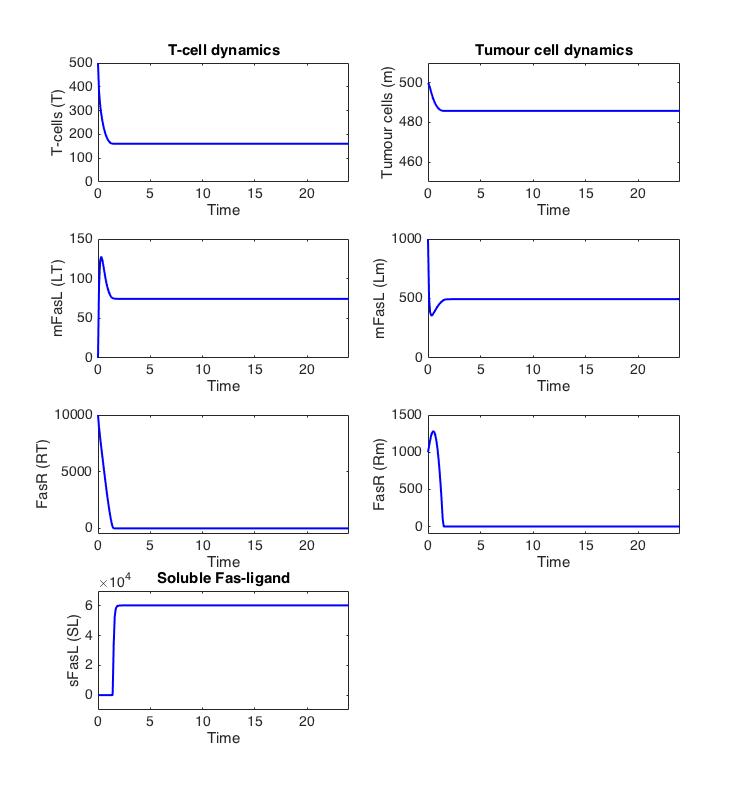 T-cell dynamics
500
400
300
200
100
0
T-cells (T)
0 5 10 15 20
Time
Tumour cell dynamics
500
480
460
Tumour cells (m)
0 5 10 15 20
Time
150
100
50
0
mFasL (LT)
0 5 10 15 20
Time
1000
500
0
mFasL (Lm)
0 5 10 15 20
Time
10000
5000
0
FasR (RT)
0 5 10 15 20
Time
1500
1000
500
0
FasR (Rm)
0 5 10 15 20
Time
×10⁴
Soluble Fas-ligand
6
4
2
0
sFasL (SL)
0 5 10 15 20
Time